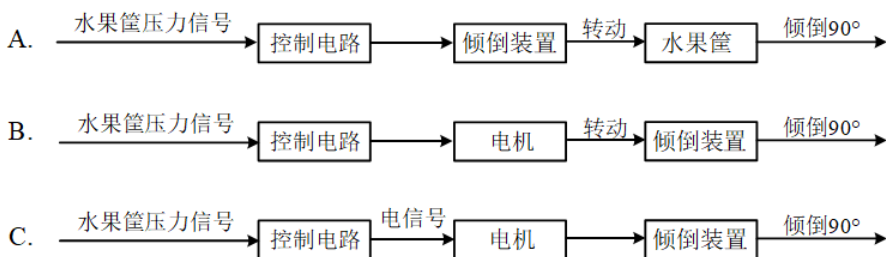 A. 水果筐压力信号 控制电路 倾倒装置 转动 水果筐 倾倒90°
B. 水果筐压力信号 控制电路 电机 转动 倾倒装置 倾倒90°
C. 水果筐压力信号 控制电路 电信号 电机 倾倒装置 倾倒90°